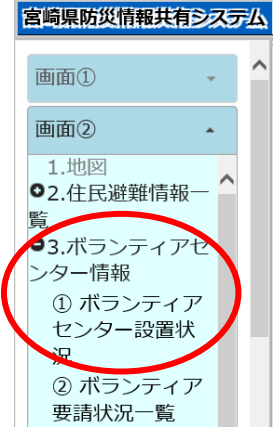 宮崎県防災情報共有システム
画面①
画面②
1.地図
2.住民避難情報一
覧
3.ボランティアセ
ンター情報
① ボランティア
センター設置状
況
② ボランティア
要請状況一覧